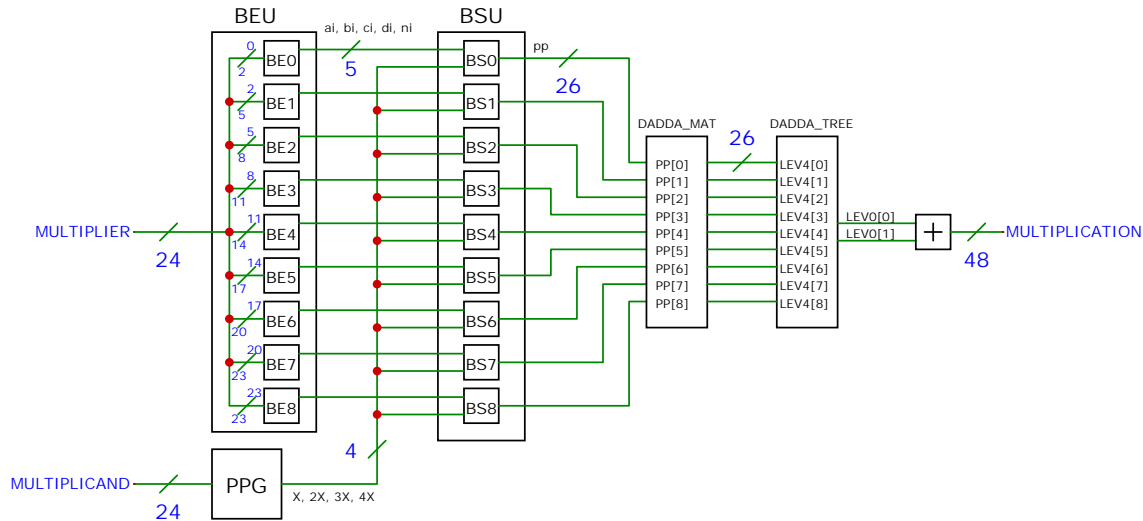 BEU
BSU
ai, bi, ci, di, ni
0
2
BE0
5
BS0
pp
26
2
5
BE1
BS1
5
8
BE2
BS2
8
11
BE3
BS3
11
14
BE4
BS4
14
17
BE5
BS5
17
20
BE6
BS6
20
23
BE7
BS7
23
23
BE8
BS8
MULTIPLIER
24
DADDA_MAT
26
DADDA_TREE
PP[0]
PP[1]
PP[2]
PP[3]
PP[4]
PP[5]
PP[6]
PP[7]
PP[8]
LEV4[0]
LEV4[1]
LEV4[2]
LEV4[3]
LEV4[4]
LEV4[5]
LEV4[6]
LEV4[7]
LEV4[8]
LEV0[0]
LEV0[1]
+
MULTIPLICATION
48
MULTIPLICAND
24
PPG
4
X, 2X, 3X, 4X